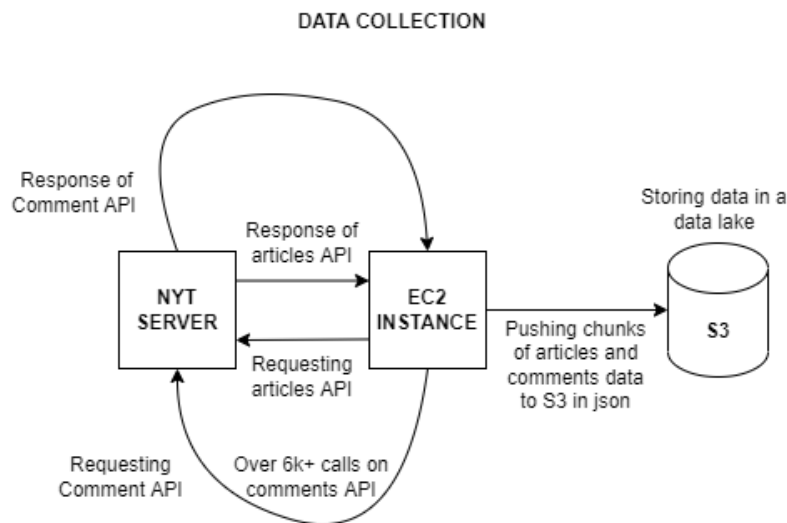 DATA COLLECTION
Response of
Comment API
Response of
articles API
Storing data in a
data lake
NYT
SERVER
EC2
INSTANCE
S3
Requesting
articles API
Pushing chunks
of articles and
comments data
to S3 in json
Requesting
Comment API
Over 6k+ calls on
comments API